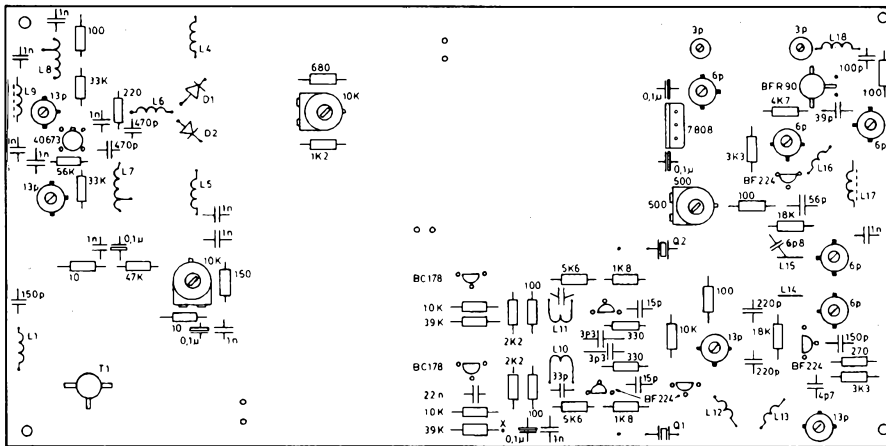 1n
100
L4
3p
3p
L18
1n
L8
100p
L9
33K
680
6p
BFR90
100
13p
220
L6
D1
10K
0,1µ
4K7
39p
1n
470p
D2
7808
6p
6p
40673
470p
1K2
3K3
1n
1n
56K
0,1µ
BF224
L16
13p
33K
L7
L5
500
500
100
56p
L17
1n
18K
1n
1n
0,1µ
1n
Q2
6p8
L15
6p
10
47K
10K
150
BC178
5K6
1K8
L14
150p
100
100
6p
10K
15p
220p
10
39K
L11
330
10K
18K
150p
L1
0,1µ
1n
2K2
3p3
13p
BF224
270
2K2
L10
3p3
330
220p
BC178
33p
15p
3K3
T1
22n
BF224
4p7
10K
100
5K6
1K8
L12
L13
39K
X
0,1µ
1n
Q1
13p